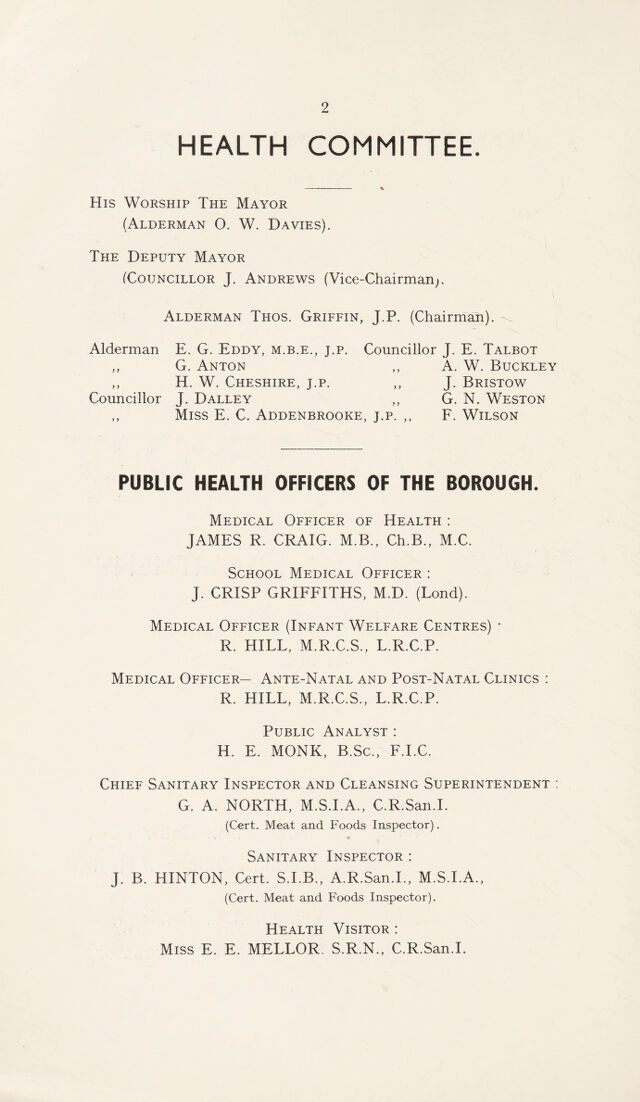 2
HEALTH COMMITTEE.
His Worship The Mayor
(Alderman O. W. Davies).
The Deputy Mayor
(Councillor J. Andrews (Vice-Chairman).
Alderman Thos. Griffin, J.P. (Chairman).
Alderman E. G. Eddy, M.B.E., J.P. Councillor J. E. Talbot
,, G. Anton ,, A. W. Buckley
,, H. W. Cheshire, J.P. ,, J. Bristow
Councillor J. Dalley ,, G. N. Weston
,, Miss E. C. Addenbrooke, J.P. ,, F. Wilson
PUBLIC HEALTH OFFICERS OF THE BOROUGH.
Medical Officer of Health :
JAMES R. CRAIG. M.B., Ch.B., M.C.
School Medical Officer :
J. CRISP GRIFFITHS, M.D. (Lond).
Medical Officer (Infant Welfare Centres) ·
R. HILL, M.R.C.S., L.R.C.P.
Medical Officer— Ante-Natal and Post-Natal Clinics :
R. HILL, M.R.C.S., L.R.C.P.
Public Analyst :
H. E. MONK, B.Sc., F.I.C.
Chief Sanitary Inspector and Cleansing Superintendent :
G. A. NORTH, M.S.I.A., C.R.San.I.
(Cert. Meat and Foods Inspector).
Sanitary Inspector :
J. B. HINTON, Cert. S.I.B., A.R.San.I., M.S.I.A.,
(Cert. Meat and Foods Inspector).
Health Visitor :
Miss E. E. MELLOR. S.R.N., C.R.San.I.